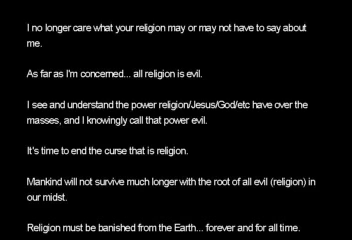 I no longer care what your religion may or may not have to say about
me.
As far as I'm concerned... all religion is evil.
I see and understand the power religion/Jesus/God/etc have over the
masses, and I knowingly call that power evil.
It's time to end the curse that is religion.
Mankind will not survive much longer with the root of all evil (religion) in
our midst.
Religion must be banished from the Earth... forever and for all time.